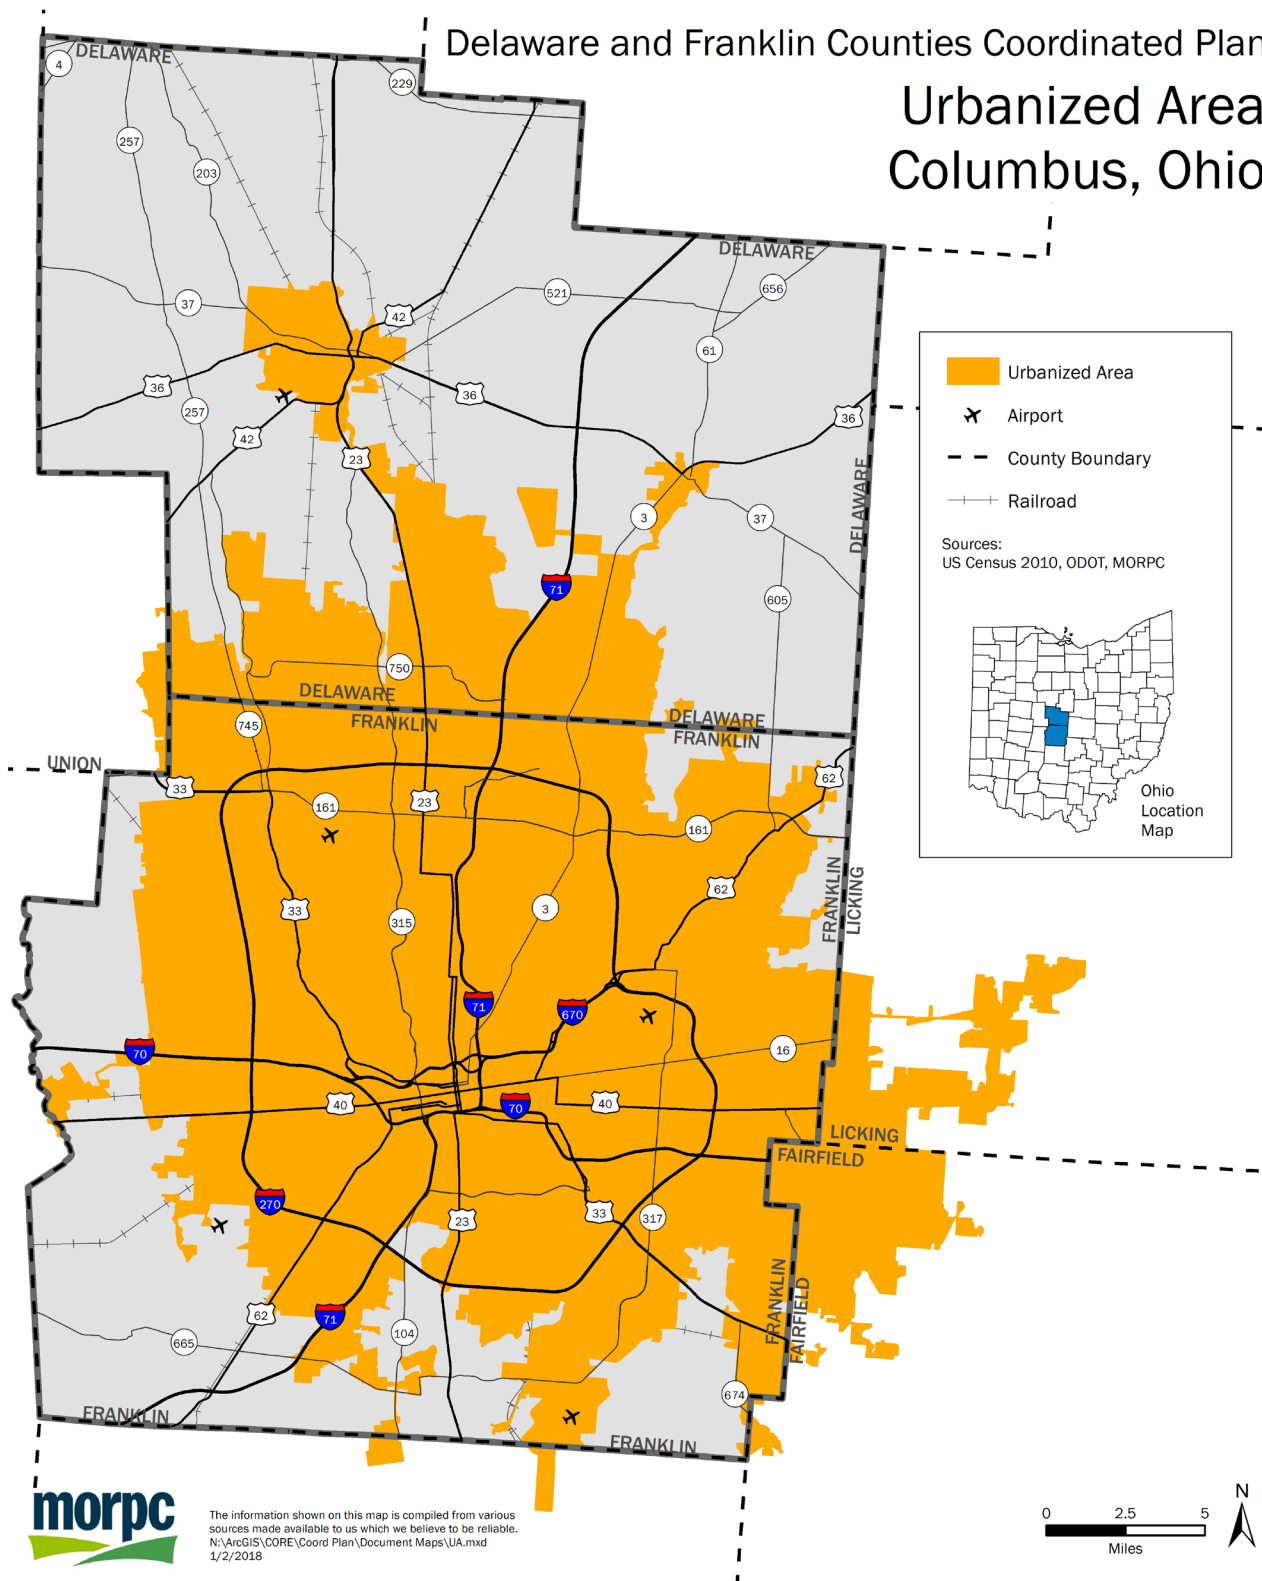 Delaware and Franklin Counties Coordinated Plan
Urbanized Area
Columbus, Ohio
DELAWARE
4
229
257
203
DELAWARE
656
521
37
42
61
36
36
36
257
42
23
DELAWARE
3
37
71
605
750
DELAWARE
FRANKLIN
DELAWARE
FRANKLIN
745
UNION
33
161
23
62
161
62
33
315
3
FRANKLIN
LICKING
71
670
70
16
40
70
40
LICKING
FAIRFIELD
270
23
33
317
FRANKLIN
FAIRFIELD
62
71
104
665
674
FRANKLIN
FRANKLIN
Urbanized Area
Airport
County Boundary
Railroad
Sources:
US Census 2010, ODOT, MORPC
Ohio
Location
Map
morpc
The information shown on this map is compiled from various
sources made available to us which we believe to be reliable.
N:\ArcGIS\CORE\Coord Plan\Document Maps\UA.mxd
1/2/2018
0 2.5 5
Miles
N